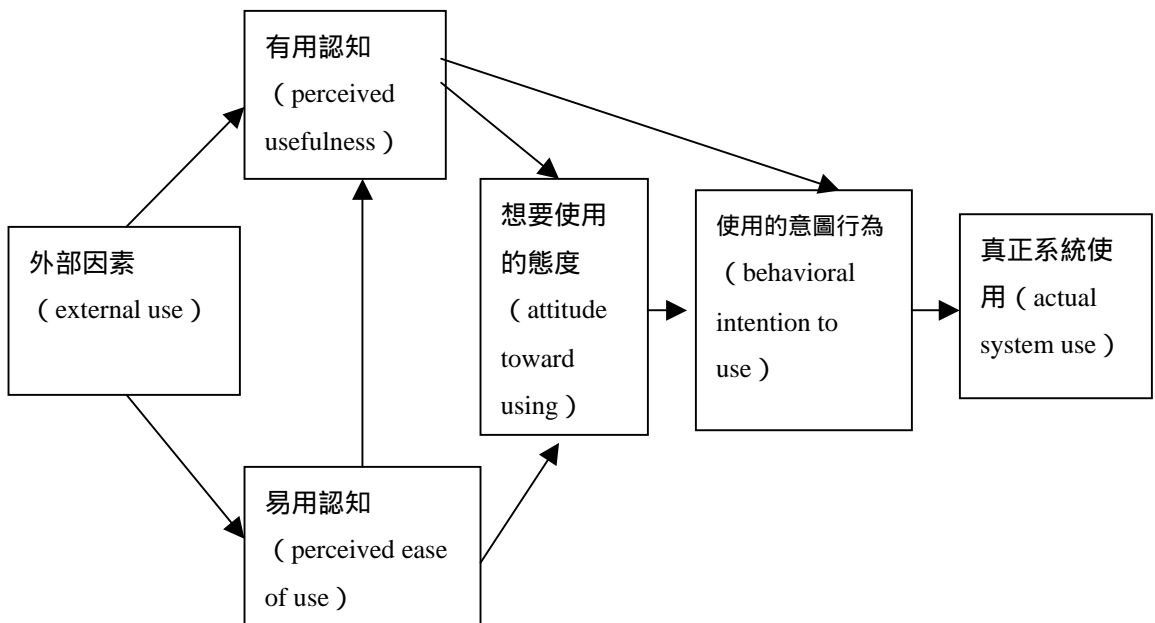 有用認知
（perceived
usefulness）
外部因素
（external use）
想要使用
的態度
（attitude
toward
using）
使用的意圖行為
（behavioral
intention to
use）
真正系統使
用（actual
system use）
易用認知
（perceived ease
of use）